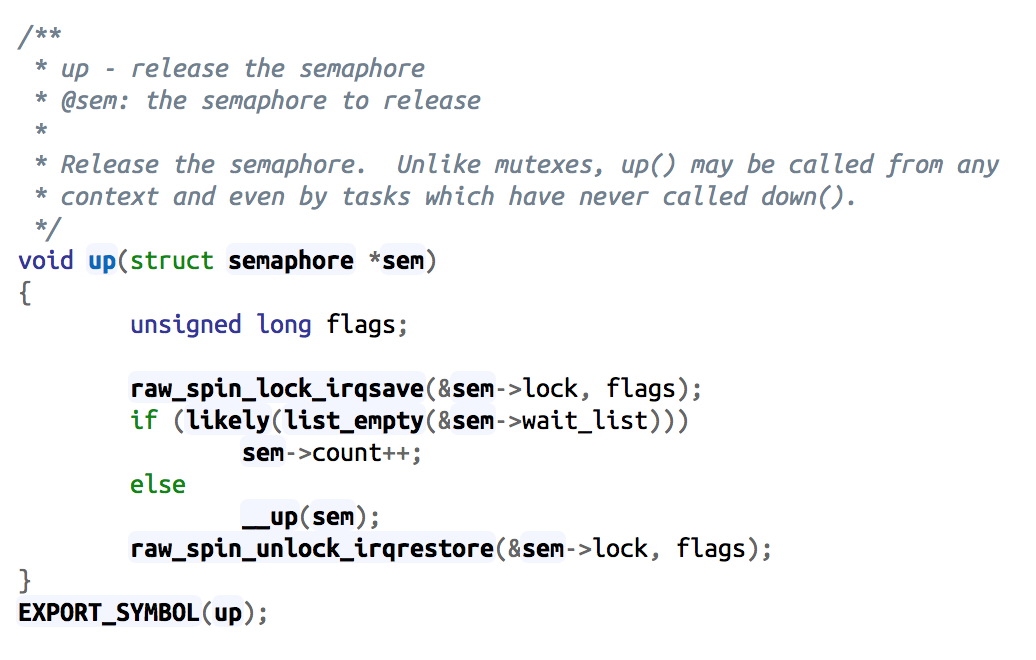 /**
 * up - release the semaphore
 * @sem: the semaphore to release
 *
 * Release the semaphore.  Unlike mutexes, up() may be called from any
 * context and even by tasks which have never called down().
 */
void up(struct semaphore *sem)
{
        unsigned long flags;

        raw_spin_lock_irqsave(&sem->lock, flags);
        if (likely(list_empty(&sem->wait_list)))
                sem->count++;
        else
                __up(sem);
        raw_spin_unlock_irqrestore(&sem->lock, flags);
}
EXPORT_SYMBOL(up);